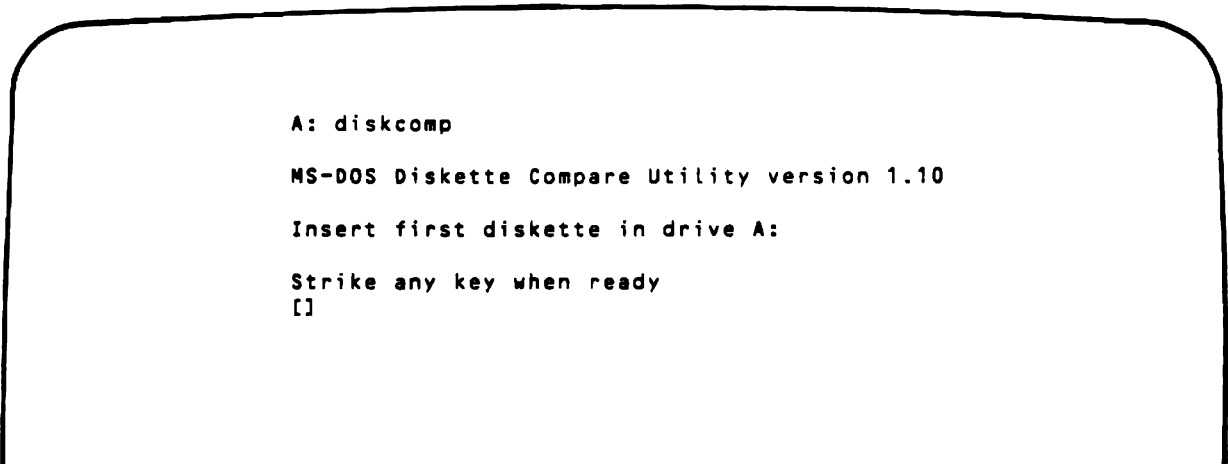 A: diskcomp
MS-DOS Diskette Compare Utility version 1.10
Insert first diskette in drive A:
Strike any key when ready
[]